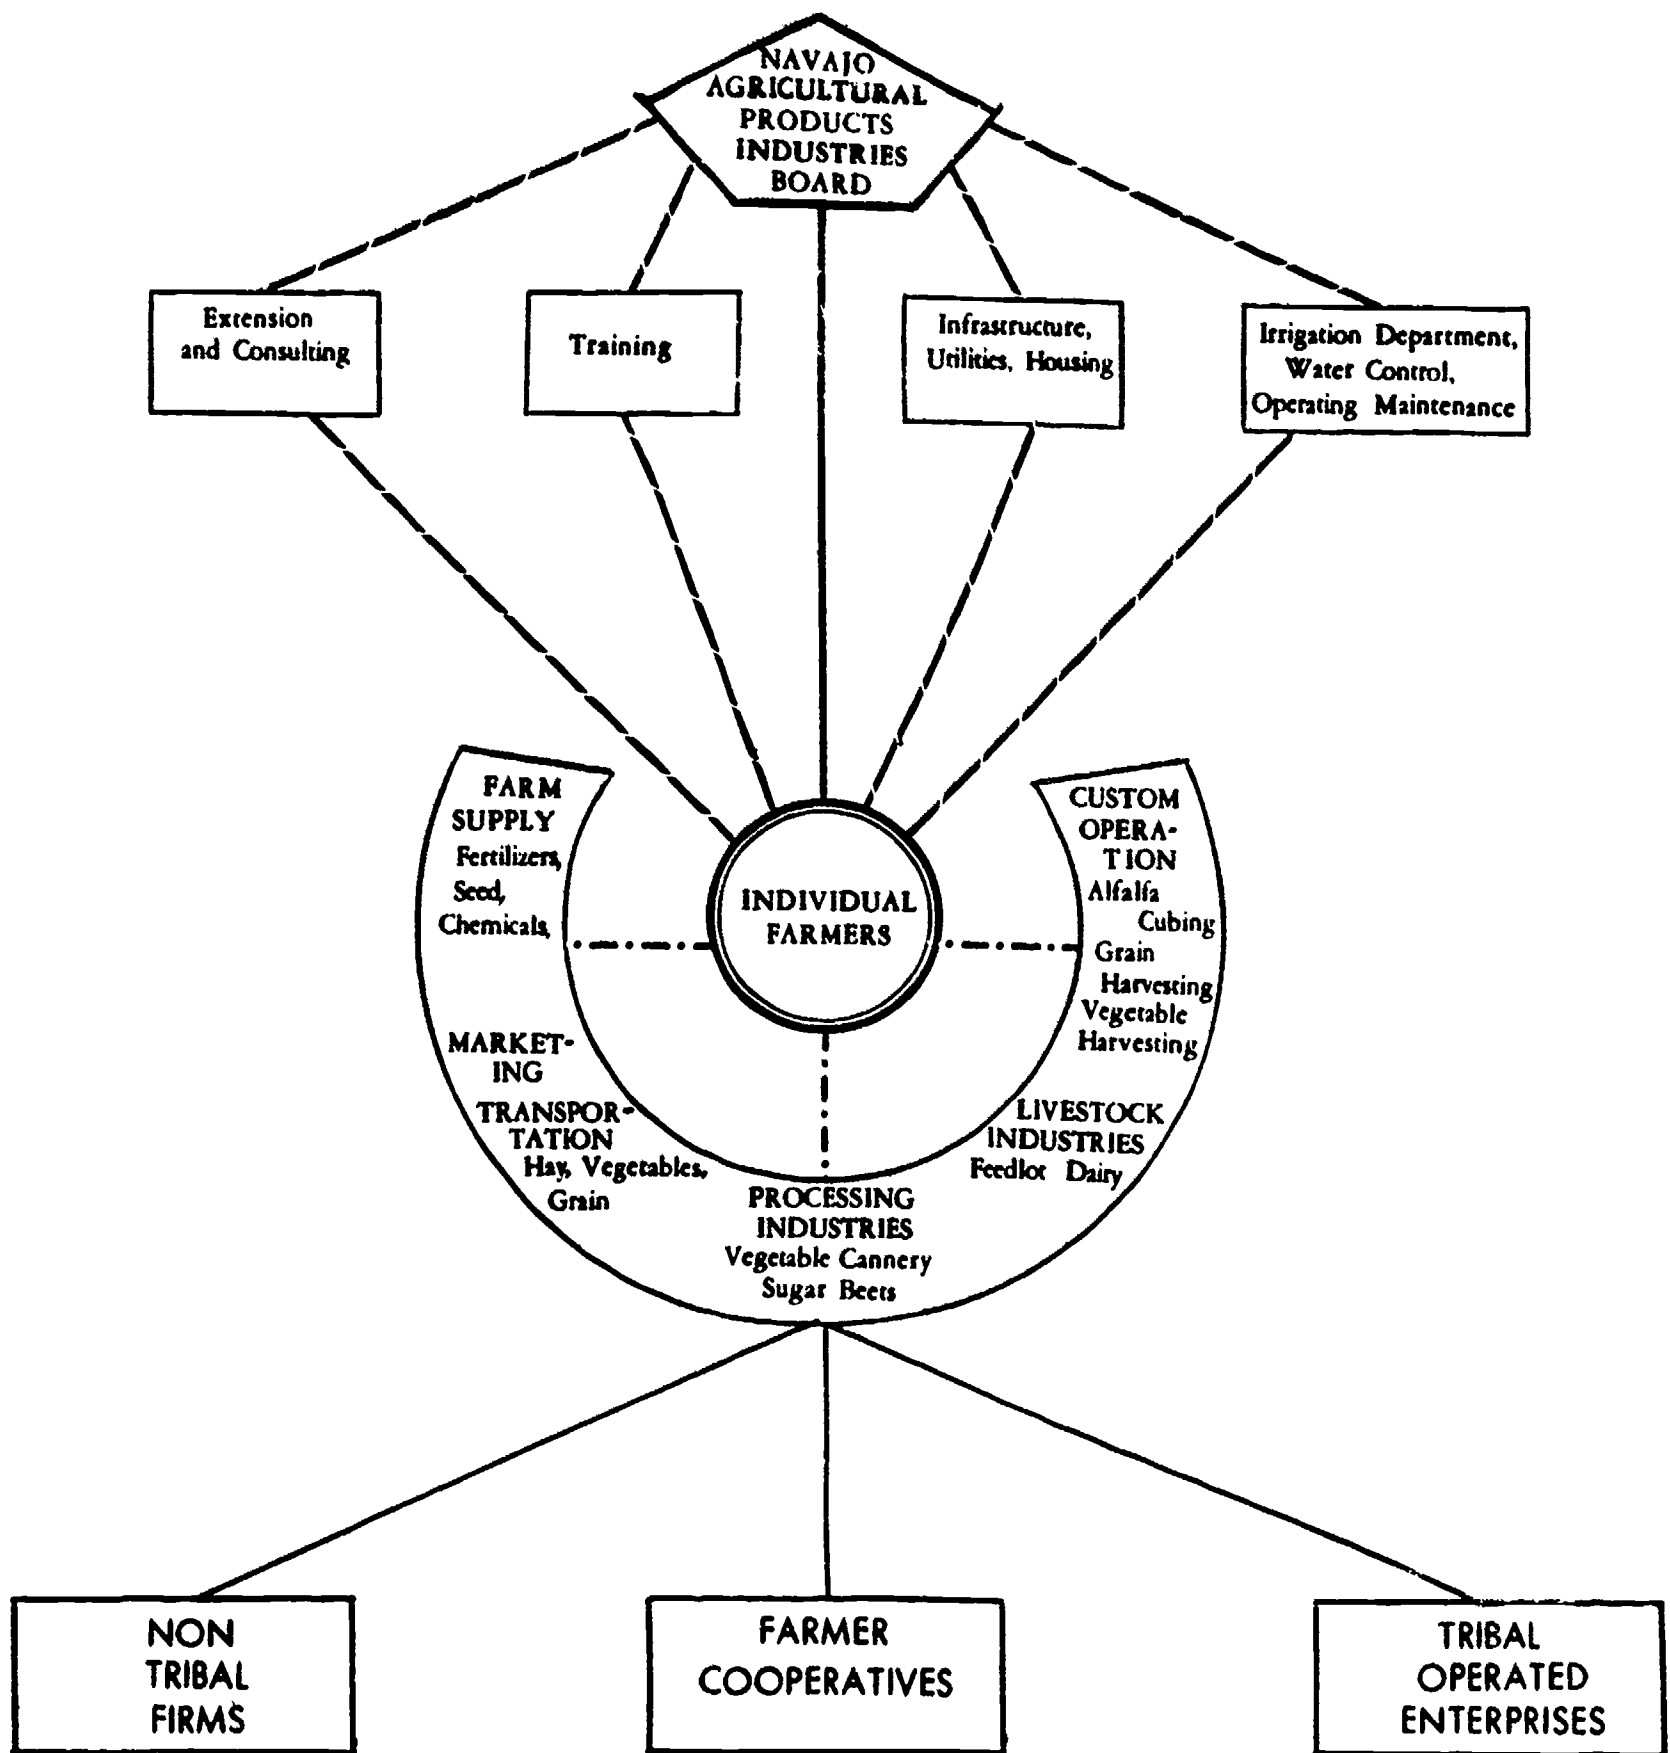 NAVAJO
AGRICULTURAL
PRODUCTS
INDUSTRIES
BOARD
Extension
and Consulting
Training
Infrastructure,
Utilities, Housing
Irrigation Department,
Water Control,
Operating Maintenance
FARM
SUPPLY
Fertilizers,
Seed,
Chemicals,
MARKET-
ING
TRANSPOR-
TATION
Hay, Vegetables,
Grain
INDIVIDUAL
FARMERS
PROCESSING
INDUSTRIES
Vegetable Cannery
Sugar Beets
CUSTOM
OPERA-
TION
Alfalfa
Cubing
Grain
Harvesting
Vegetable
Harvesting
LIVESTOCK
INDUSTRIES
Feedlot Dairy
NON
TRIBAL
FIRMS
FARMER
COOPERATIVES
TRIBAL
OPERATED
ENTERPRISES